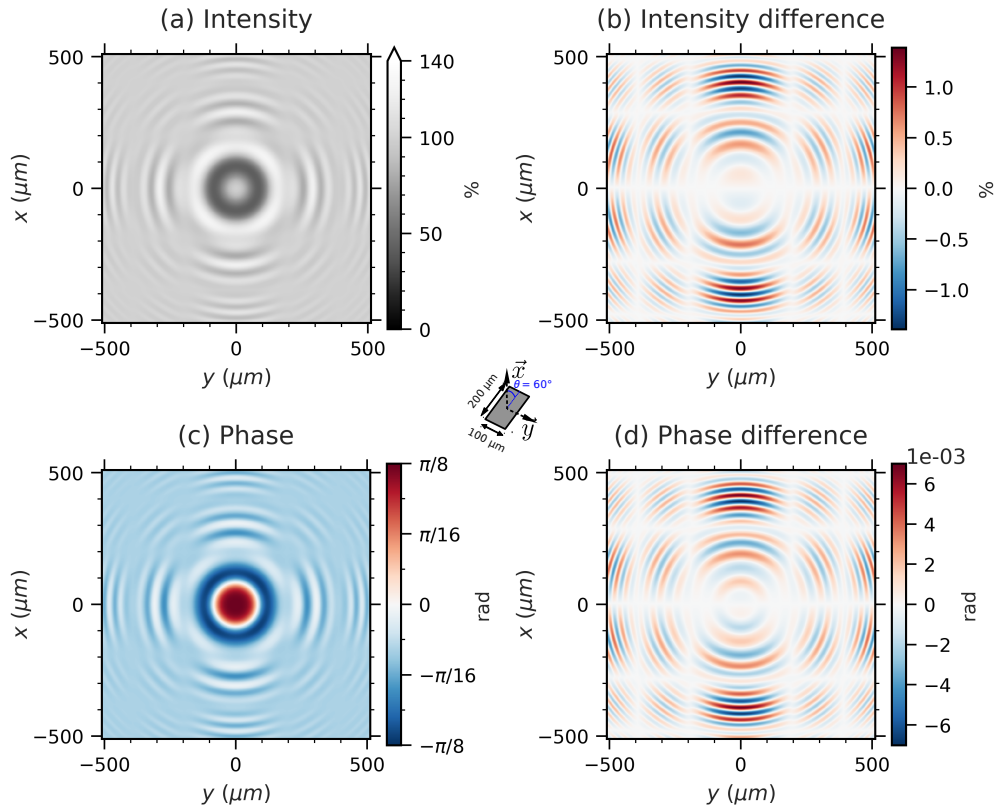 (a) Intensity
(b) Intensity difference
500
0
−500
x (μm)
−500
0
500
y (μm)
140
100
50
0
%
500
0
−500
x (μm)
−500
0
500
y (μm)
1.0
0.5
0.0
−0.5
−1.0
%
x⃗
θ = 60°
200 μm
100 μm
y⃗
(c) Phase
(d) Phase difference
500
0
−500
x (μm)
−500
0
500
y (μm)
π/8
π/16
0
−π/16
−π/8
rad
500
0
−500
x (μm)
−500
0
500
y (μm)
1e-03
6
4
2
0
−2
−4
−6
rad